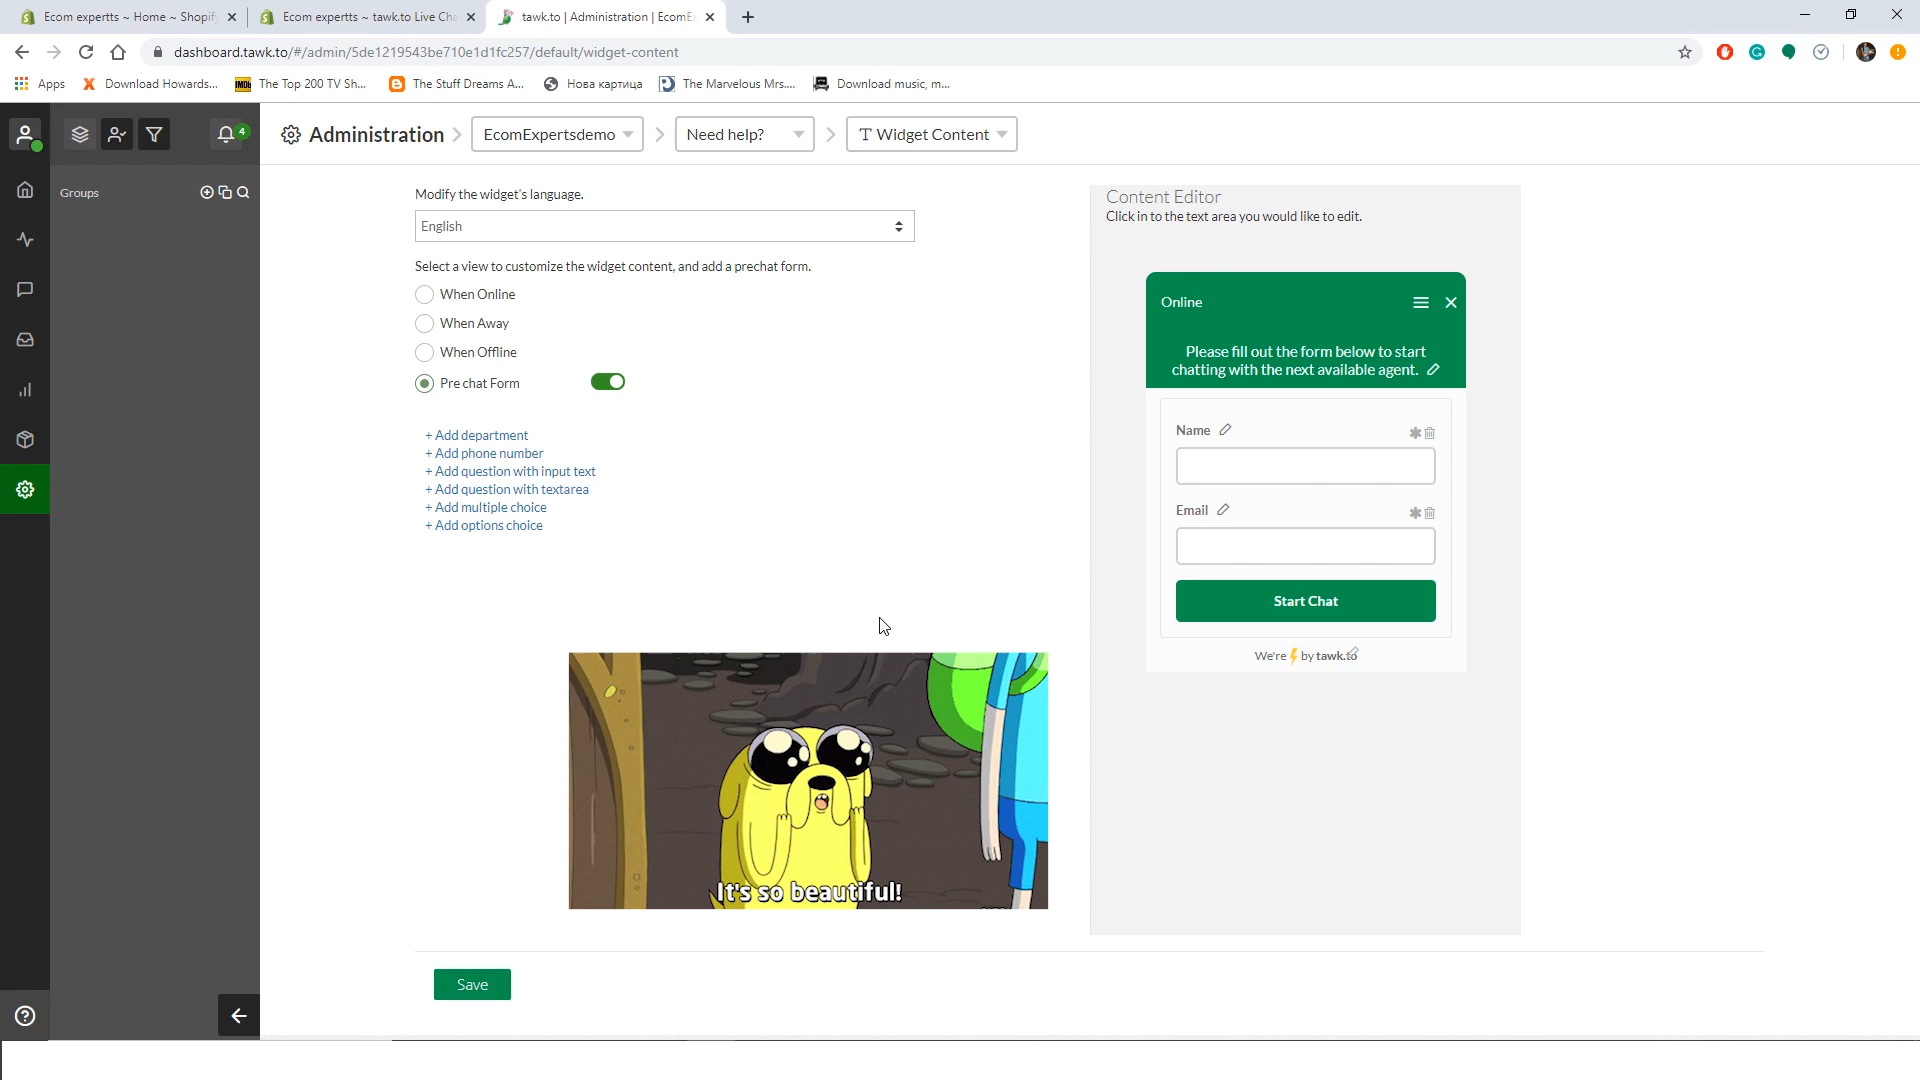 Ecom expertts ~ Home ~ Shopif
Ecom expertts ~ tawk.to Live Cha
tawk.to | Administration | EcomE
dashboard.tawk.to/#/admin/5de1219543be710e1d1fc257/default/widget-content
Apps
Download Howards...
IMDb
The Top 200 TV Sh...
The Stuff Dreams A...
Нова картица
The Marvelous Mrs....
Download music, m...
4
Administration
EcomExpertsdemo
Need help?
Widget Content
Groups
Modify the widget's language.
English
Select a view to customize the widget content, and add a prechat form.
When Online
When Away
When Offline
Pre chat Form
+ Add department
+ Add phone number
+ Add question with input text
+ Add question with textarea
+ Add multiple choice
+ Add options choice
It's so beautiful!
Save
Content Editor
Click in to the text area you would like to edit.
Online
Please fill out the form below to start
chatting with the next available agent.
Name
Email
Start Chat
We're by tawk.to